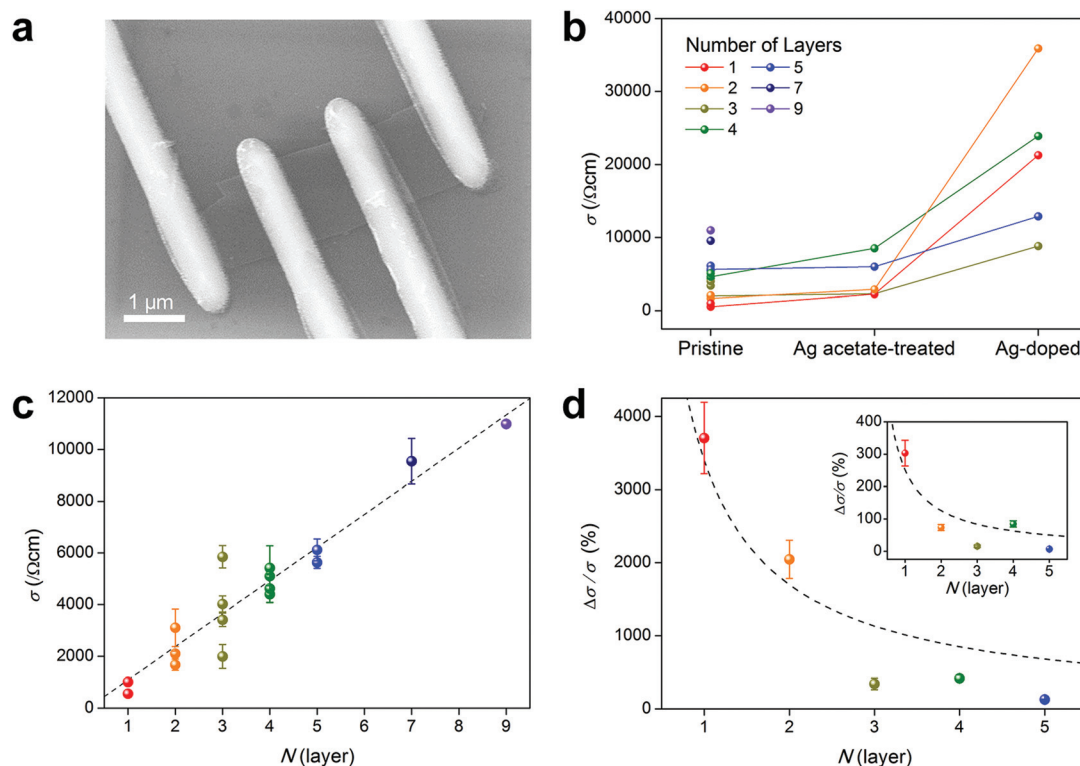 a
1 μm
b
σ (/Ωcm)
40000
30000
20000
10000
0
Number of Layers
1 5
2 7
3 9
4
Pristine Ag acetate-treated Ag-doped
c
σ (/Ωcm)
12000
10000
8000
6000
4000
2000
0
1 2 3 4 5 6 7 8 9
N (layer)
d
Δσ/σ (%)
4000
3000
2000
1000
0
1 2 3 4 5
N (layer)
Δσ/σ (%)
400
300
200
100
0
1 2 3 4 5
N (layer)